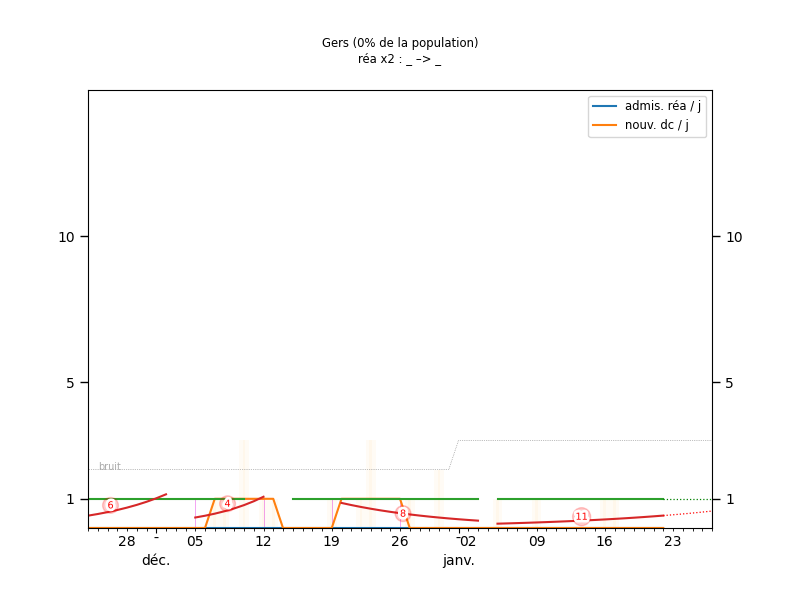 Gers (0% de la population)
réa x2 : _ –> _
admis. réa / j
nouv. dc / j
10 10
5 5
bruit
1 1
6 4 8 11
28 - 05 12 19 26 - 02 09 16 23
déc. janv.